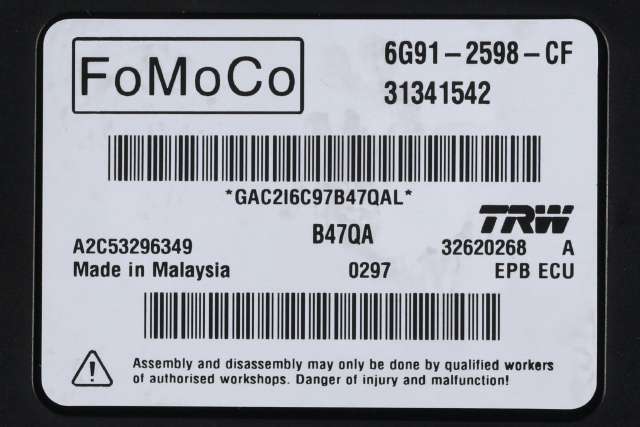 FoMoCo
6G91-2598-CF
31341542
*GAC2I6C97B47QAL*
TRW
B47QA
A2C53296349
32620268 A
Made in Malaysia
0297
EPB ECU
Assembly and disassembly may only be done by qualified workers
of authorised workshops. Danger of injury and malfunction!